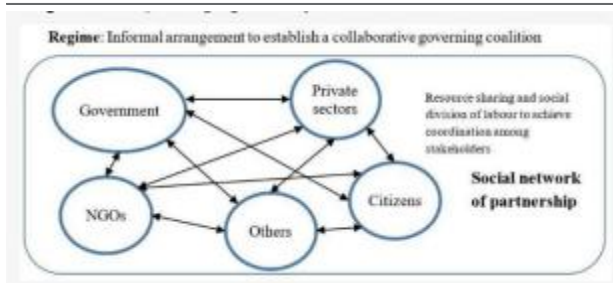 Regime: Informal arrangement to establish a collaborative governing coalition
Government
Private
sectors
Resource sharing and social
division of labour to achieve
coordination among
stakeholders
Social network
of partnership
Citizens
NGOs
Others